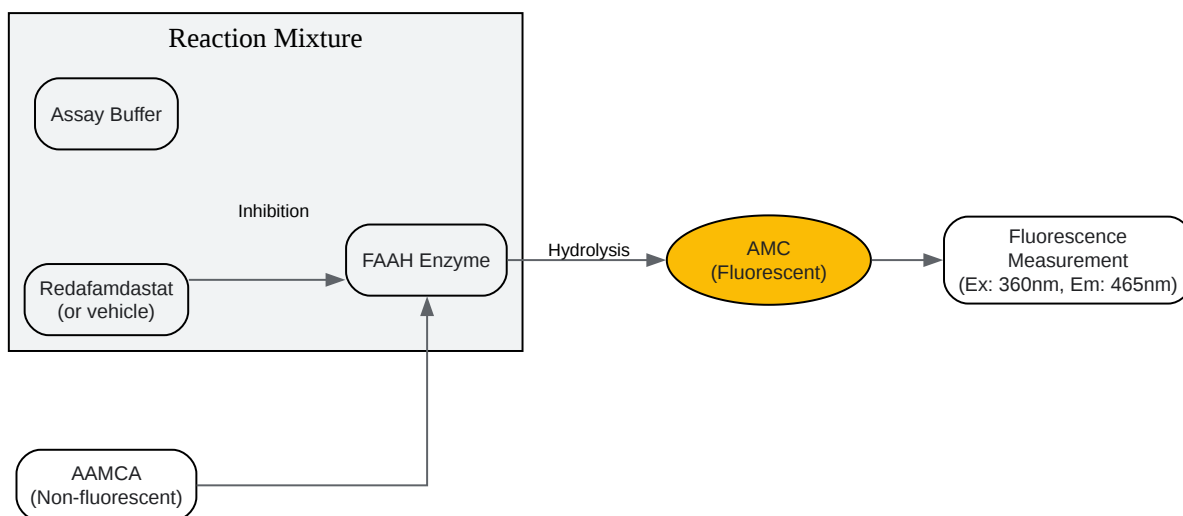 Reaction Mixture
Assay Buffer
Inhibition
Redafamdastat
(or vehicle)
FAAH Enzyme
Hydrolysis
AMC
(Fluorescent)
Fluorescence
Measurement
(Ex: 360nm, Em: 465nm)
AAMCA
(Non-fluorescent)